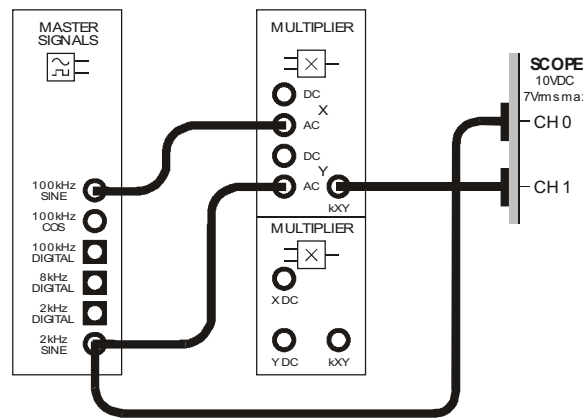 MASTER
SIGNALS
100kHz
SINE
100kHz
COS
100kHz
DIGITAL
8kHz
DIGITAL
2kHz
DIGITAL
2kHz
SINE
MULTIPLIER
X
DC
X
AC
DC
Y
AC
kXY
MULTIPLIER
X
X DC
Y DC
kXY
SCOPE
10VDC
7Vrms max
CH 0
CH 1